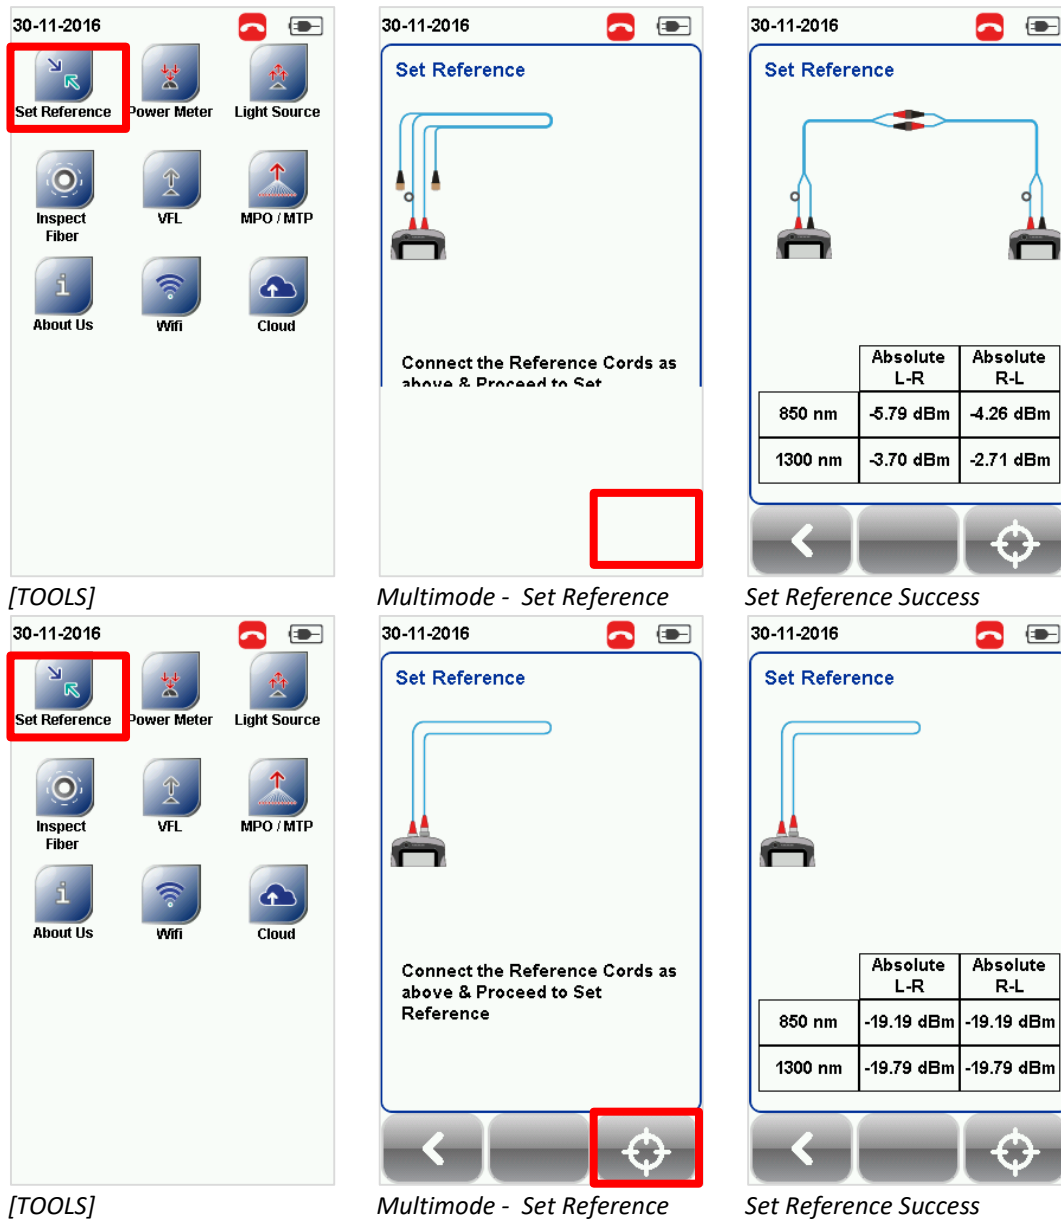 30-11-2016
Set Reference
Power Meter
Light Source
Inspect
Fiber
VFL
MPO / MTP
About Us
Wifi
Cloud
[TOOLS]
30-11-2016
Set Reference
Connect the Reference Cords as
above & Proceed to Set
Multimode - Set Reference
30-11-2016
Set Reference
Absolute
L-R
Absolute
R-L
850 nm
-5.79 dBm
-4.26 dBm
1300 nm
-3.70 dBm
-2.71 dBm
Set Reference Success
30-11-2016
Set Reference
Power Meter
Light Source
Inspect
Fiber
VFL
MPO / MTP
About Us
Wifi
Cloud
[TOOLS]
30-11-2016
Set Reference
Connect the Reference Cords as
above & Proceed to Set
Reference
Multimode - Set Reference
30-11-2016
Set Reference
Absolute
L-R
Absolute
R-L
850 nm
-19.19 dBm
-19.19 dBm
1300 nm
-19.79 dBm
-19.79 dBm
Set Reference Success